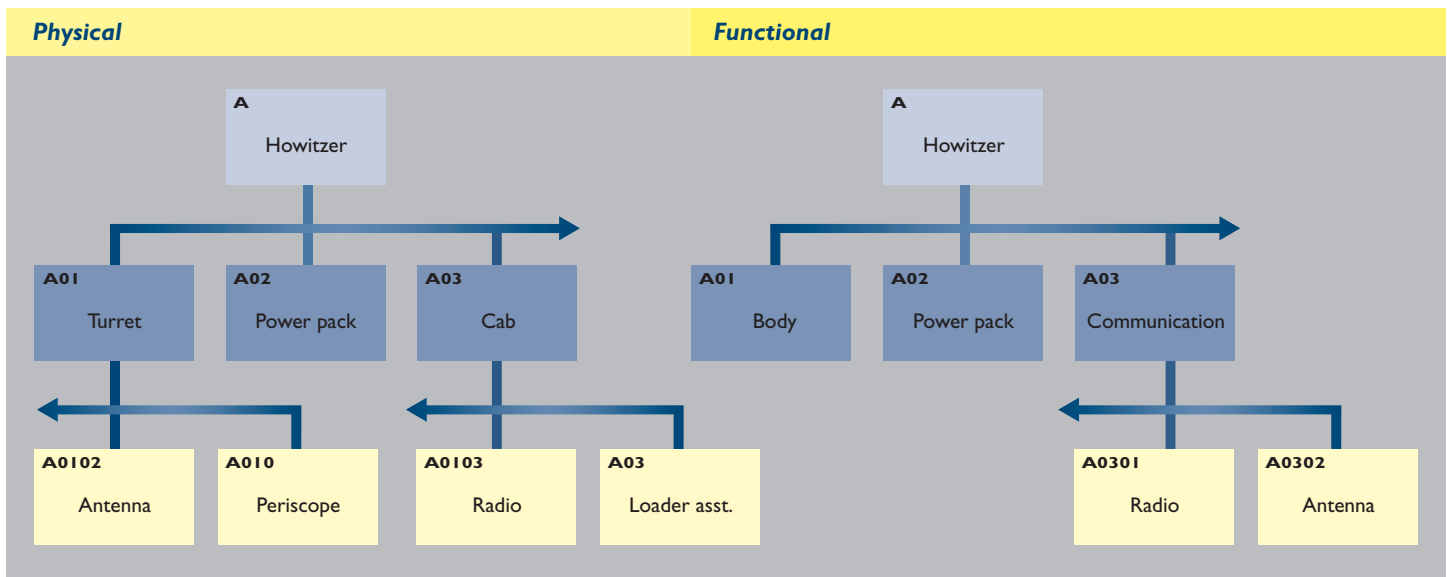 Physical
Functional
A
Howitzer
A
Howitzer
A01
Turret
A02
Power pack
A03
Cab
A01
Body
A02
Power pack
A03
Communication
A0102
Antenna
A010
Periscope
A0103
Radio
A03
Loader asst.
A0301
Radio
A0302
Antenna